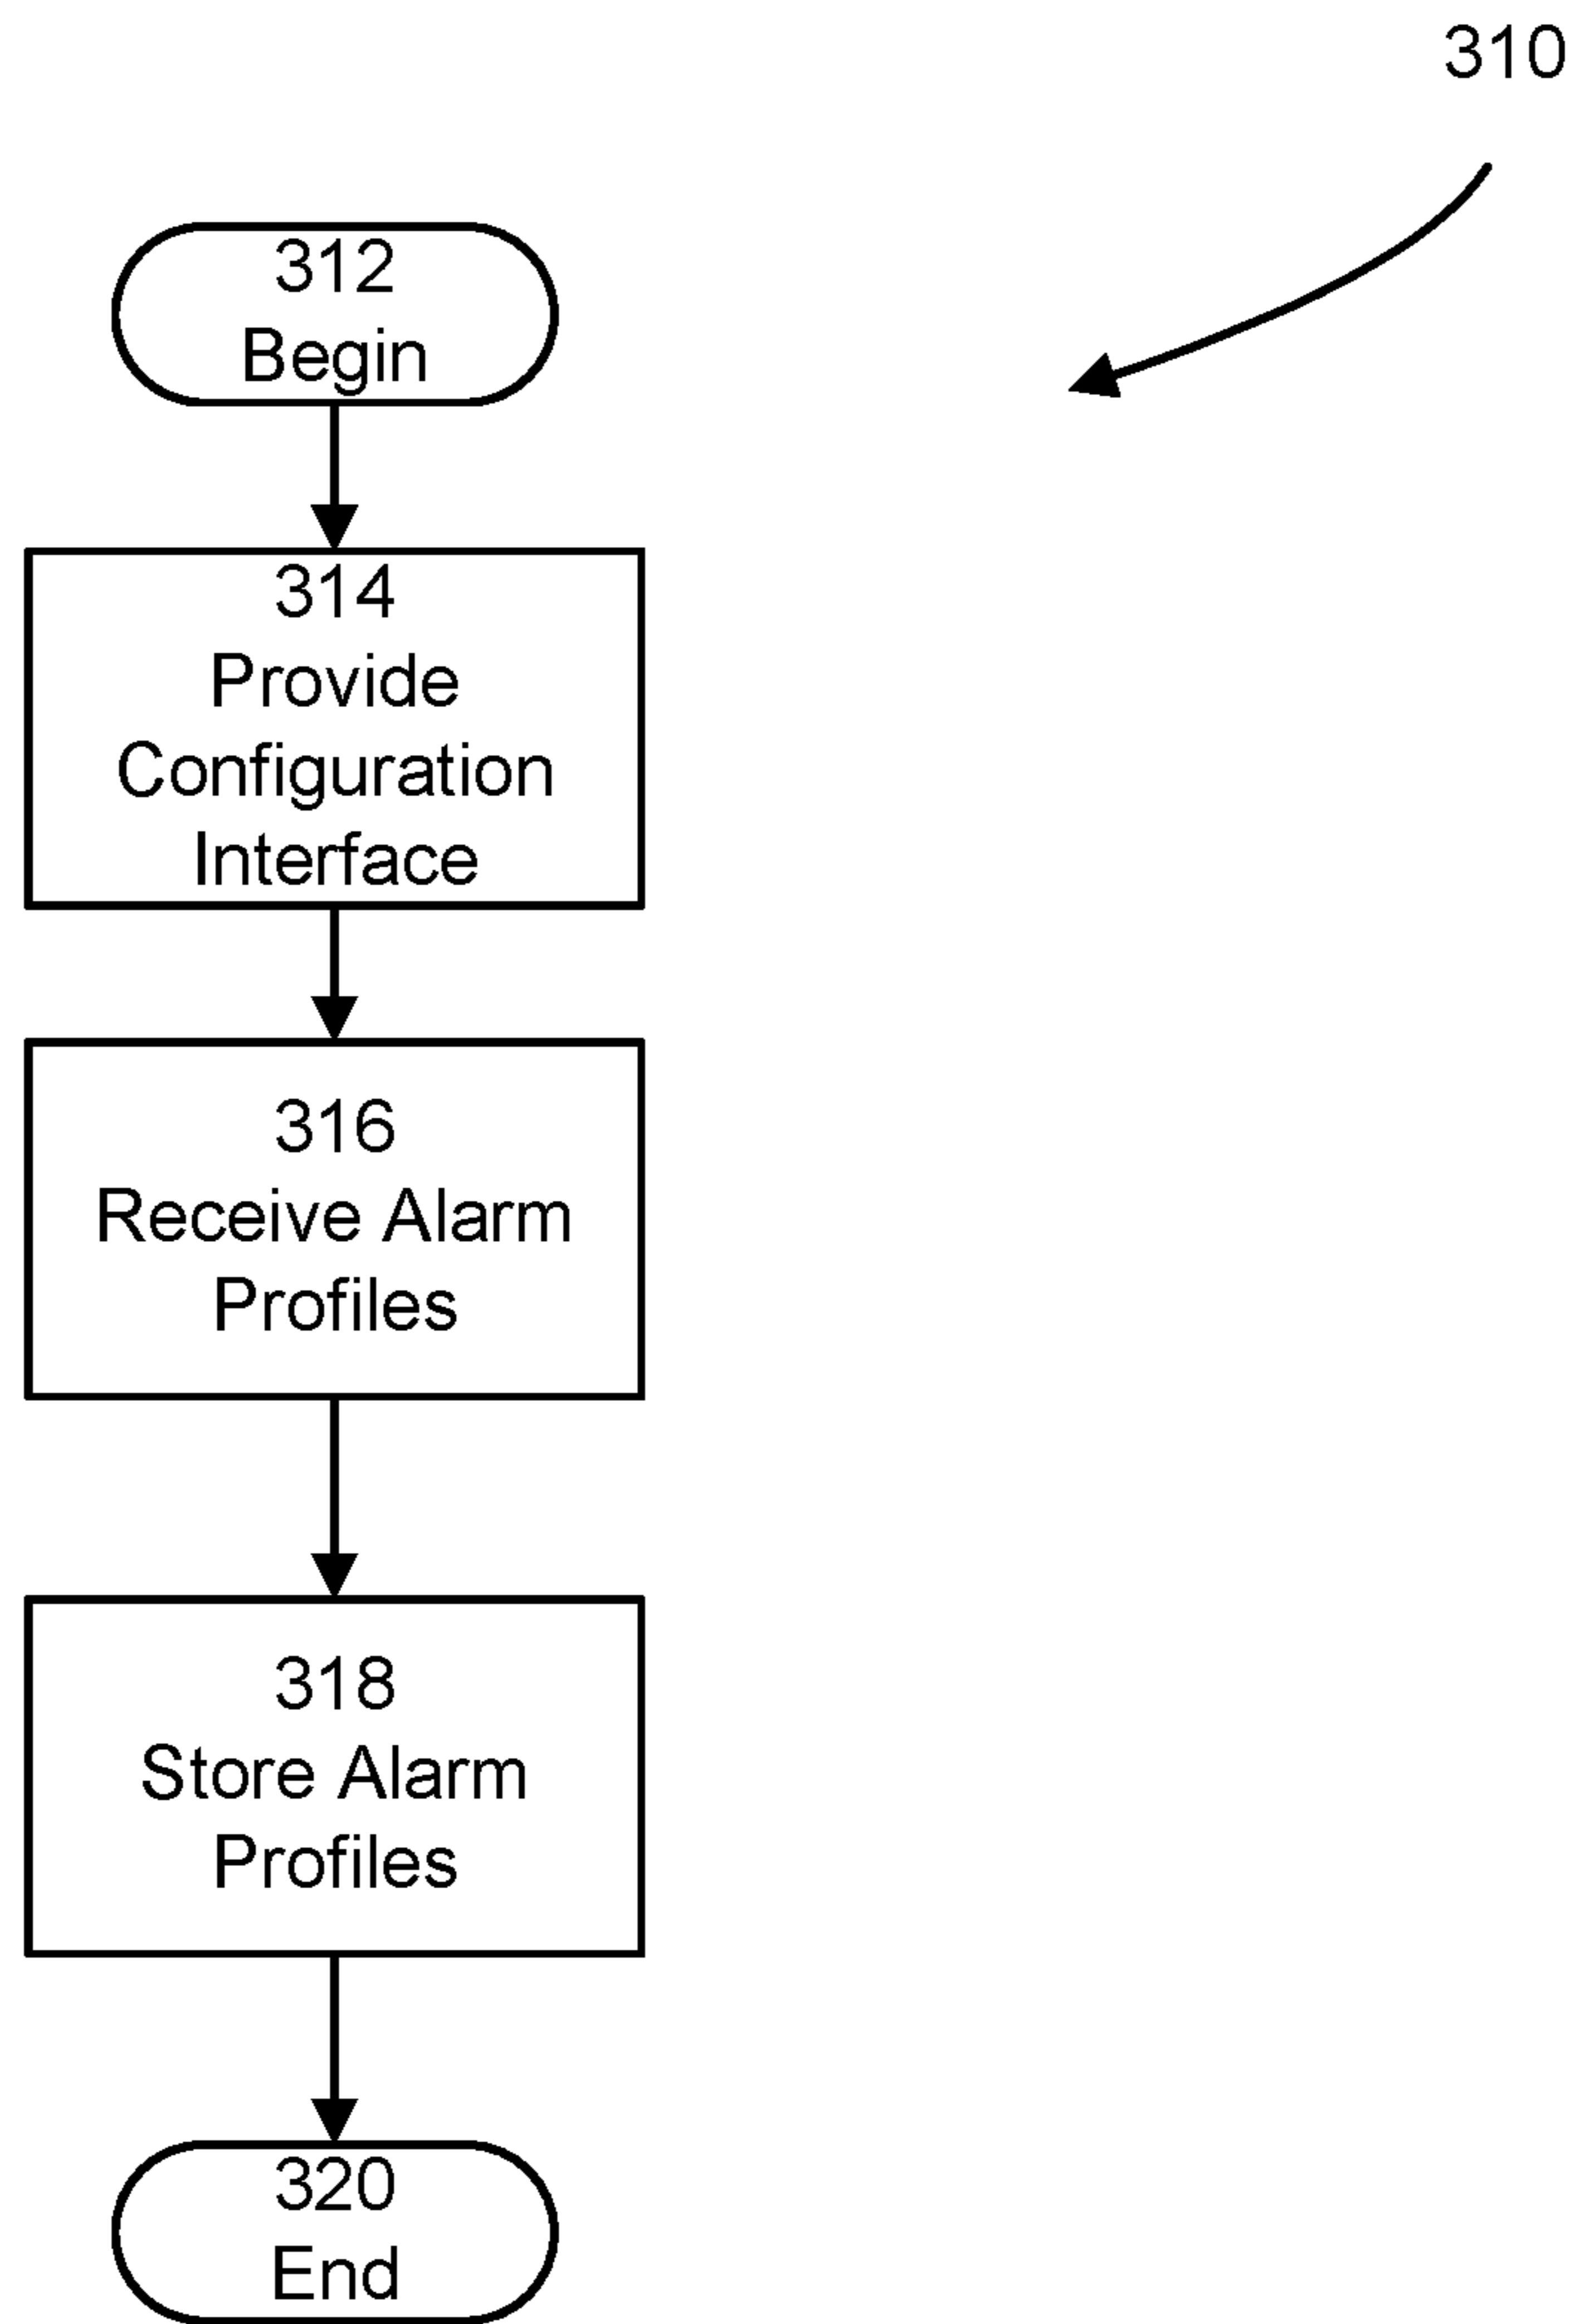 310
312
Begin
314
Provide
Configuration
Interface
316
Receive Alarm
Profiles
318
Store Alarm
Profiles
320
End